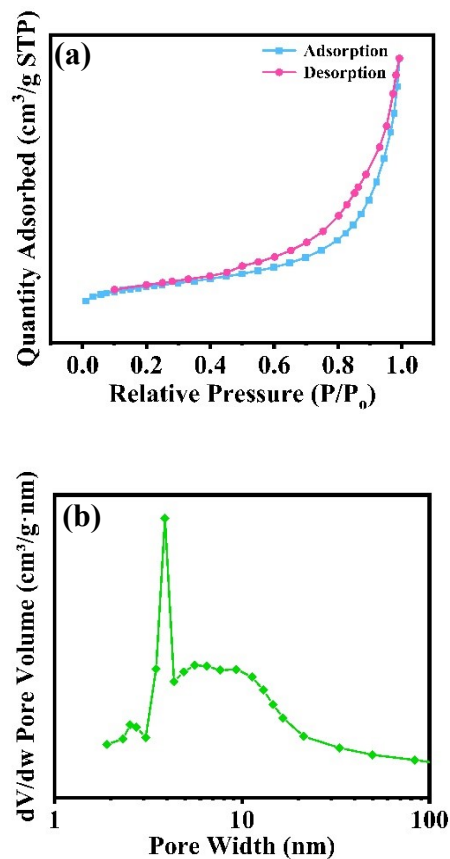 (a)
Adsorption
Desorption
Quantity Adsorbed (cm³/g STP)
0.0 0.2 0.4 0.6 0.8 1.0
Relative Pressure (P/Pₒ)
(b)
dV/dw Pore Volume (cm³/g·nm)
1 10 100
Pore Width (nm)